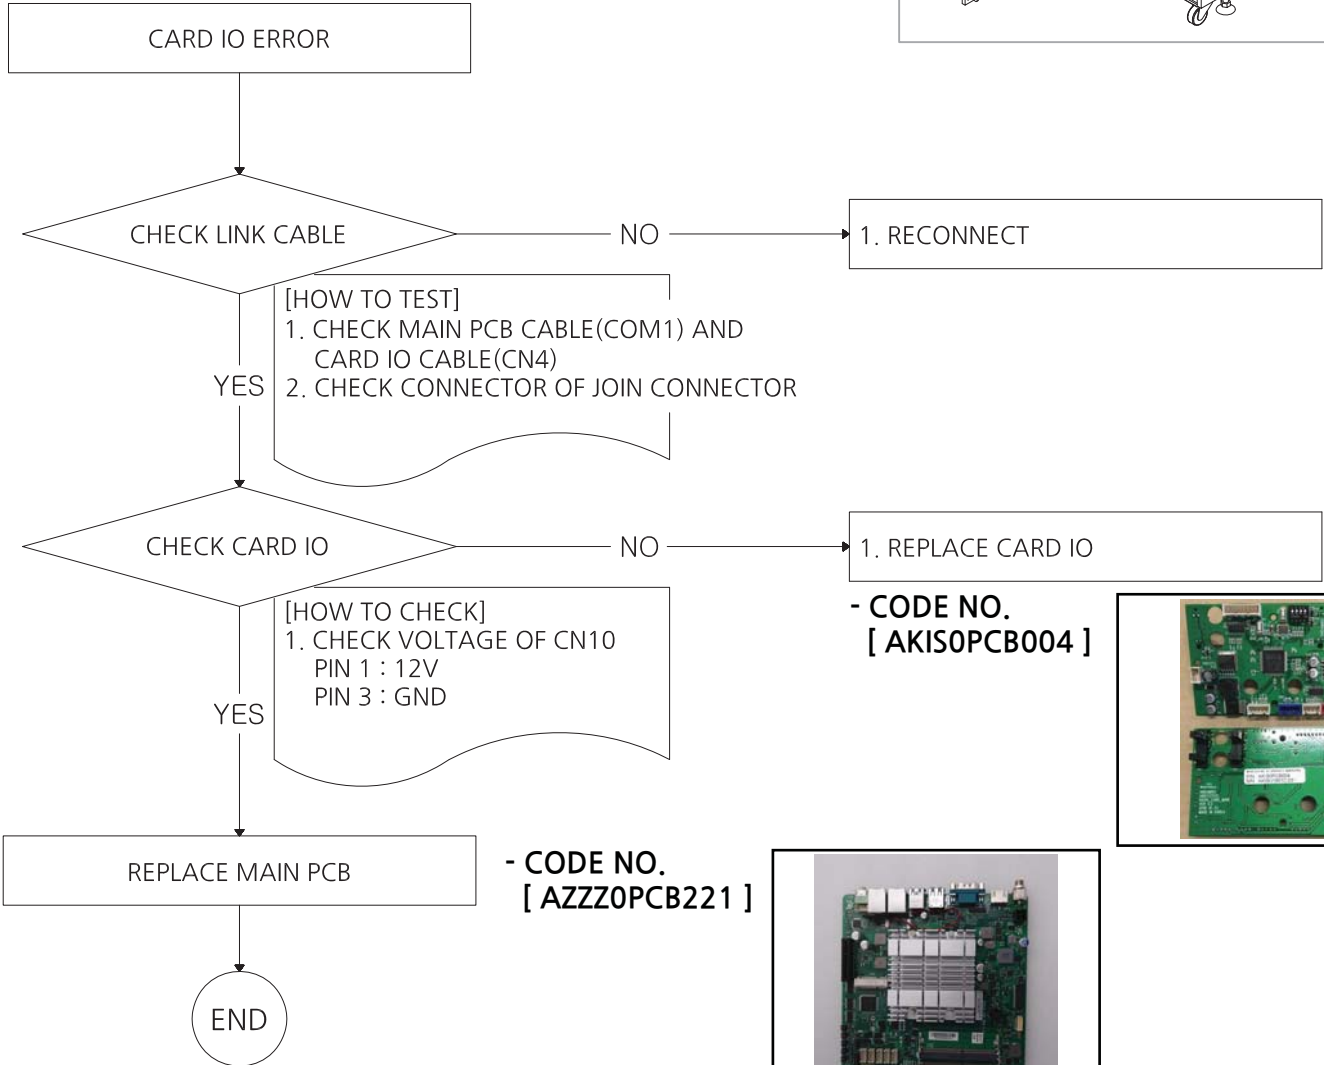 CARD IO ERROR
CHECK LINK CABLE
NO
1. RECONNECT
[HOW TO TEST]
1. CHECK MAIN PCB CABLE(COM1) AND
CARD IO CABLE(CN4)
2. CHECK CONNECTOR OF JOIN CONNECTOR
YES
CHECK CARD IO
NO
1. REPLACE CARD IO
- CODE NO.
[ AKIS0PCB004 ]
[HOW TO CHECK]
1. CHECK VOLTAGE OF CN10
PIN 1 : 12V
PIN 3 : GND
YES
REPLACE MAIN PCB
- CODE NO.
[ AZZZ0PCB221 ]
END